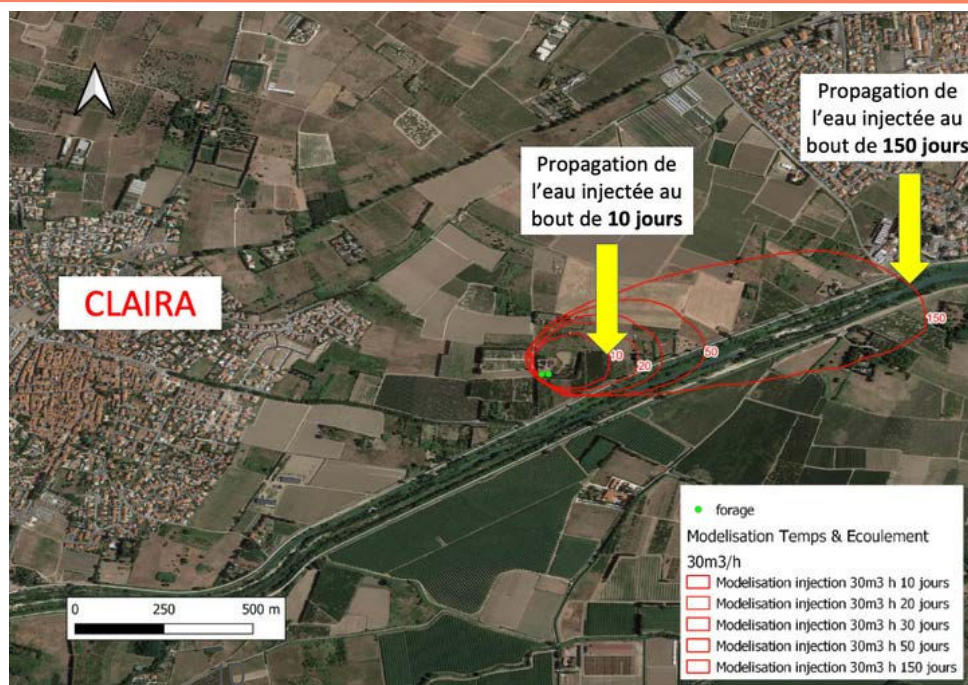 Propagation de
l'eau injectée au
bout de 150 jours
Propagation de
l'eau injectée au
bout de 10 jours
CLAIRA
10
20
50
150
forage
Modelisation Temps & Ecoulement
30m3/h
Modelisation injection 30m3 h 10 jours
Modelisation injection 30m3 h 20 jours
Modelisation injection 30m3 h 30 jours
Modelisation injection 30m3 h 50 jours
Modelisation injection 30m3 h 150 jours
0 250 500 m